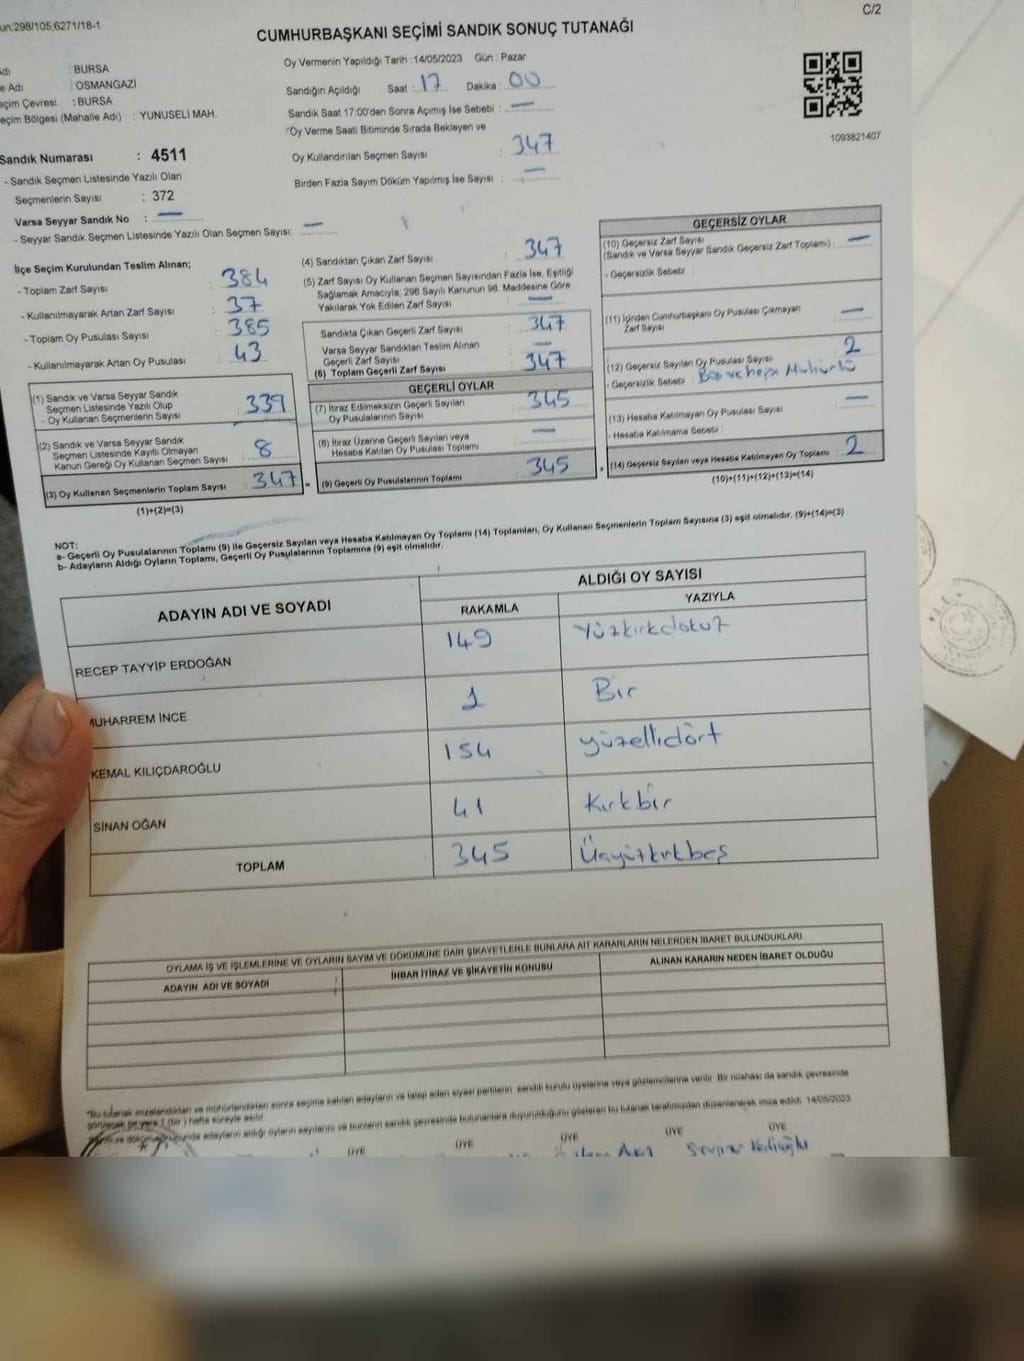 C/2
un.298/105;6271/18-1
CUMHURBAŞKANI SEÇİMİ SANDIK SONUÇ TUTANAĞI
dı : BURSA
e Adı : OSMANGAZİ
eçim Çevresi : BURSA
eçim Bölgesi (Mahalle Adı) : YUNUSELİ MAH.
Oy Vermenin Yapıldığı Tarih : 14/05/2023 Gün : Pazar
Sandığın Açıldığı Saat : 17 Dakika : 00
Sandık Saat 17:00'den Sonra Açımış İse Sebebi : —
Oy Verme Saati Bitiminde Sırada Bekleyen ve
Oy Kullandırılan Seçmen Sayısı : 347
Birden Fazla Sayım Döküm Yapılmış İse Sayısı : —
1093821407
Sandık Numarası : 4511
- Sandık Seçmen Listesinde Yazılı Olan
Seçmenlerin Sayısı : 372
Varsa Seyyar Sandık No : —
- Seyyar Sandık Seçmen Listesinde Yazılı Olan Seçmen Sayısı: —
İlçe Seçim Kurulundan Teslim Alınan;
- Toplam Zarf Sayısı : 384
- Kullanılmayarak Artan Zarf Sayısı : 37
- Toplam Oy Pusulası Sayısı : 385
- Kullanılmayarak Artan Oy Pusulası : 43
(1) Sandık ve Varsa Seyyar Sandık
Seçmen Listesinde Yazılı Olup
- Oy Kullanan Seçmenlerin Sayısı : 339
(2) Sandık ve Varsa Seyyar Sandık
Seçmen Listesinde Kayıtlı Olmayan
Kanun Gereği Oy Kullanan Seçmen Sayısı : 8
(3) Oy Kullanan Seçmenlerin Toplam Sayısı : 347
(1)+(2)=(3)
(4) Sandıktan Çıkan Zarf Sayısı : 347
(5) Zarf Sayısı Oy Kullanan Seçmen Sayısından Fazla İse, Eşitliği
Sağlamak Amacıyla; 298 Sayılı Kanunun 98. Maddesine Göre
Yakılarak Yok Edilen Zarf Sayısı : —
Sandıkta Çıkan Geçerli Zarf Sayısı : 347
Varsa Seyyar Sandıktan Teslim Alınan
Geçerli Zarf Sayısı : —
(6) Toplam Geçerli Zarf Sayısı : 347
GEÇERLİ OYLAR
(7) İtiraz Edilmeksizin Geçerli Sayılan
Oy Pusulalarının Sayısı : 345
(8) İtiraz Üzerine Geçerli Sayılan veya
Hesaba Katılan Oy Pusulası Toplamı : —
(9) Geçerli Oy Pusulalarının Toplamı : 345
GEÇERSİZ OYLAR
(10) Geçersiz Zarf Sayısı
(Sandık ve Varsa Seyyar Sandık Geçersiz Zarf Toplamı) : —
- Geçersizlik Sebebi :
(11) İçinden Cumhurbaşkanı Oy Pusulası Çıkmayan
Zarf Sayısı : —
(12) Geçersiz Sayılan Oy Pusulası Sayısı : 2
- Geçersizlik Sebebi :
(13) Hesaba Katılmayan Oy Pusulası Sayısı : —
- Hesaba Katılmama Sebebi :
(14) Geçersiz Sayılan veya Hesaba Katılmayan Oy Toplamı : 2
(10)+(11)+(12)+(13)=(14)
NOT:
a- Geçerli Oy Pusulalarının Toplamı (9) ile Geçersiz Sayılan veya Hesaba Katılmayan Oy Toplamı (14) Toplamları, Oy Kullanan Seçmenlerin Toplam Sayısına (3) eşit olmalıdır. (9)+(14)=(3)
b- Adayların Aldığı Oyların Toplamı, Geçerli Oy Pusulalarının Toplamına (9) eşit olmalıdır.
ADAYIN ADI VE SOYADI
ALDIĞI OY SAYISI
RAKAMLA YAZIYLA
RECEP TAYYİP ERDOĞAN 149 Yüzkırkdokuz
MUHARREM İNCE 1 Bir
KEMAL KILIÇDAROĞLU 154 yüzellidört
SİNAN OĞAN 41 Kırkbir
TOPLAM 345 Üçyüzkırkbeş
OYLAMA İŞ VE İŞLEMLERİNE VE OYLARIN SAYIM VE DÖKÜMÜNE DAİR ŞİKAYETLERLE BUNLARA AİT KARARLARIN NELERDEN İBARET BULUNDUKLARI
ADAYIN ADI VE SOYADI İHBAR İTİRAZ VE ŞİKAYETİN KONUSU ALINAN KARARIN NEDEN İBARET OLDUĞU
"Bu tutanak imzalandıktan ve mühürlendikten sonra seçime katılan adayların ve talep eden siyasi partilerin sandık kurulu üyelerine veya gözlemcilerine verilir. Bir nüshası da sandık çevresinde
görülecek bir yere 1 (bir) hafta süreyle asılır.
adayların aldığı oyların sayılarını ve bunların sandık çevresinde bulunanlara duyurulduğunu gösteren bu tutanak tarafımızdan düzenlenerek imza edildi. 14/05/2023
ÜYE ÜYE ÜYE ÜYE ÜYE